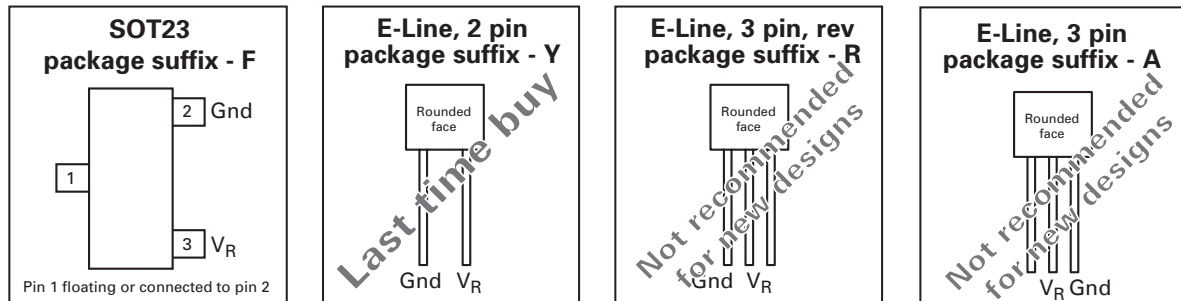 SOT23
package suffix - F
2 Gnd
1
3 VR
Pin 1 floating or connected to pin 2
E-Line, 2 pin
package suffix - Y
Rounded
face
Last time buy
Gnd VR
E-Line, 3 pin, rev
package suffix - R
Rounded
face
Not recommended
for new designs
Gnd VR
E-Line, 3 pin
package suffix - A
Rounded
face
Not recommended
for new designs
VR Gnd